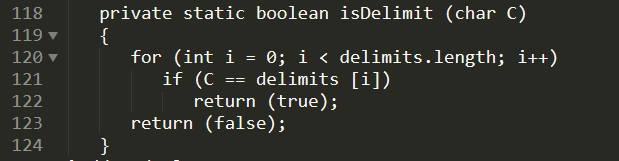 118 private static boolean isDelimit (char C)
119 {
120 for (int i = 0; i < delimits.length; i++)
121 if (C == delimits [i])
122 return (true);
123 return (false);
124 }